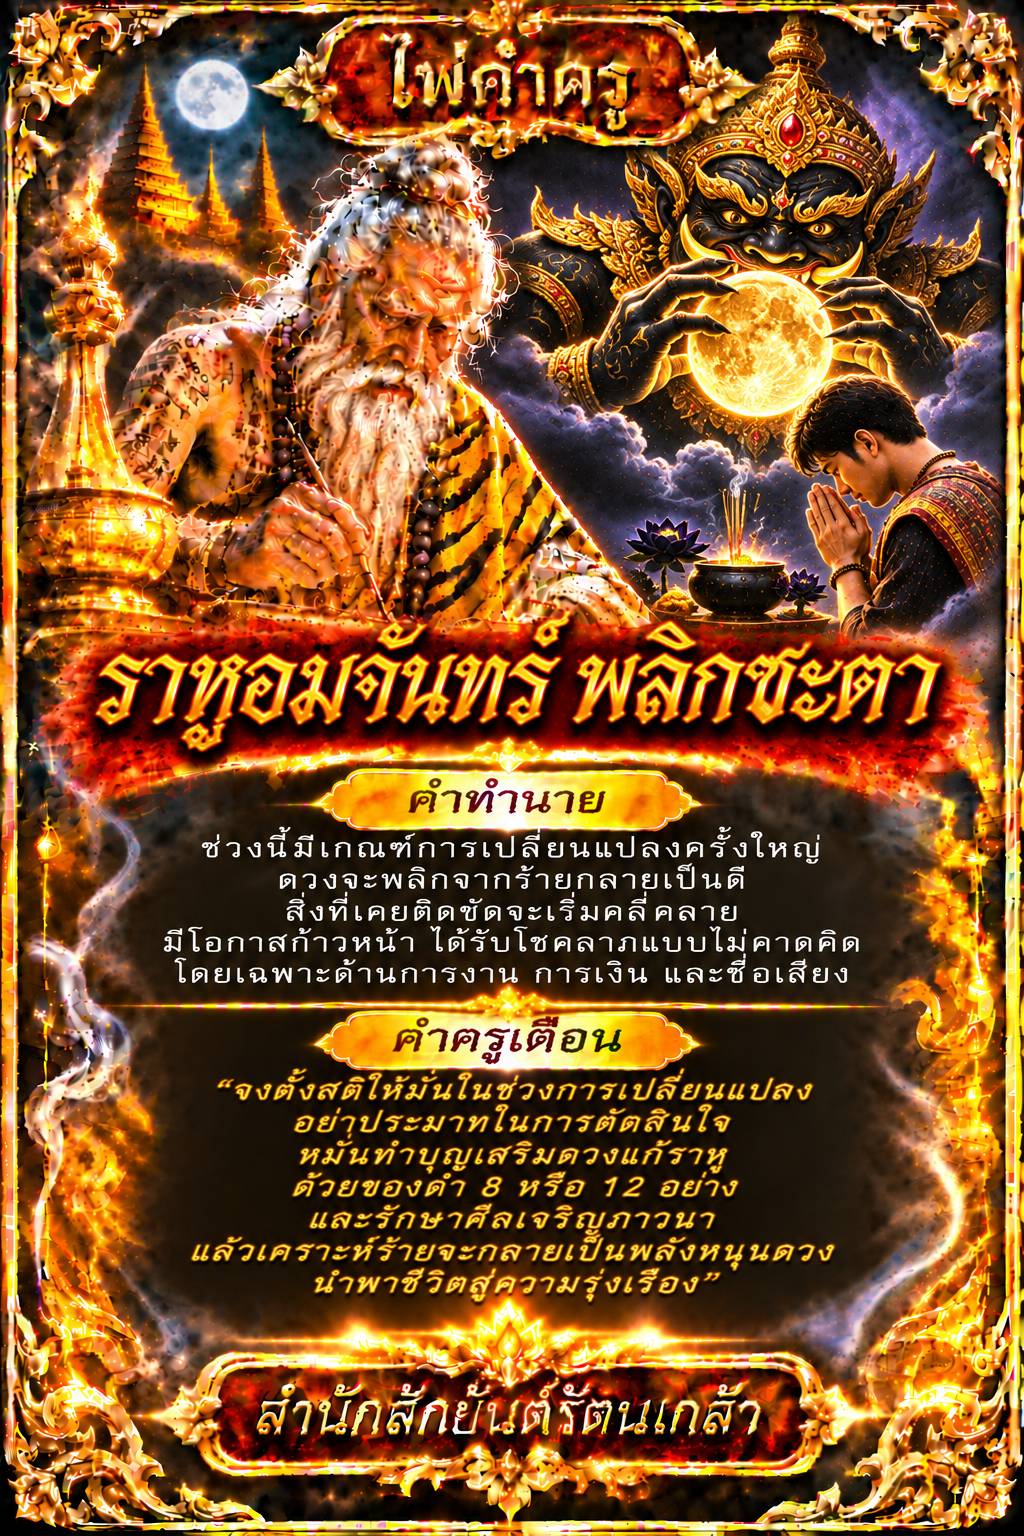 ไพ่คำครู
ราหูอมจันทร์ พลิกชะตา
คำทำนาย
ช่วงนี้มีเกณฑ์การเปลี่ยนแปลงครั้งใหญ่
ดวงจะพลิกจากร้ายกลายเป็นดี
สิ่งที่เคยติดขัดจะเริ่มคลี่คลาย
มีโอกาสก้าวหน้า ได้รับโชคลาภแบบไม่คาดคิด
โดยเฉพาะด้านการงาน การเงิน และชื่อเสียง
คำครูเตือน
“จงตั้งสติให้มั่นในช่วงการเปลี่ยนแปลง
อย่าประมาทในการตัดสินใจ
หมั่นทำบุญเสริมดวงแก้ราหู
ด้วยของดำ 8 หรือ 12 อย่าง
และรักษาศีลเจริญภาวนา
แล้วเคราะห์ร้ายจะกลายเป็นพลังหนุนดวง
นำพาชีวิตสู่ความรุ่งเรือง”
สำนักสักยันต์รัตนเกล้า